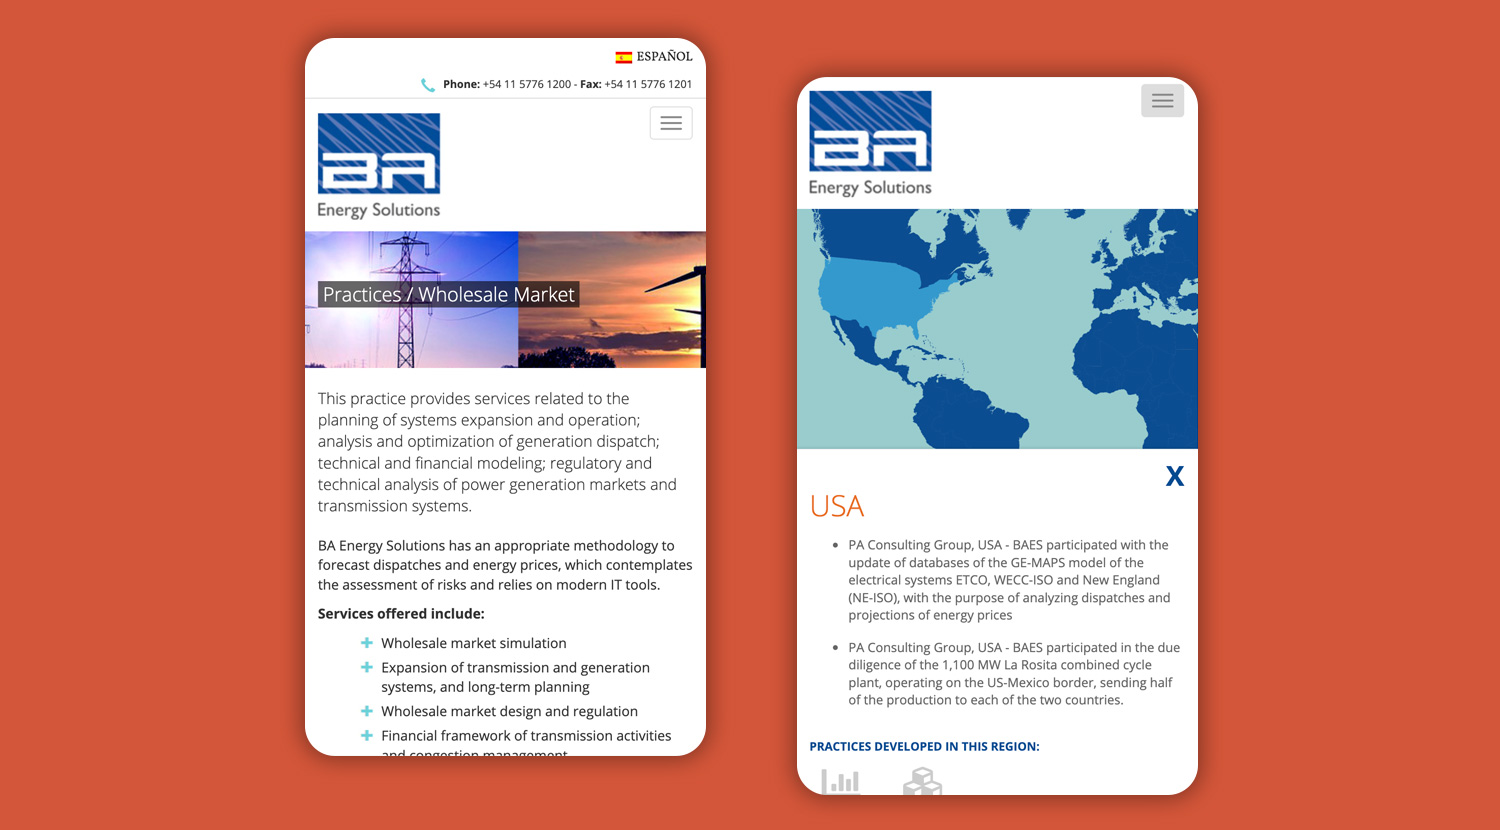 ESPAÑOL
Phone: +54 11 5776 1200 - Fax: +54 11 5776 1201
BA
Energy Solutions
Practices / Wholesale Market
This practice provides services related to the
planning of systems expansion and operation;
analysis and optimization of generation dispatch;
technical and financial modeling; regulatory and
technical analysis of power generation markets and
transmission systems.
BA Energy Solutions has an appropriate methodology to
forecast dispatches and energy prices, which contemplates
the assessment of risks and relies on modern IT tools.
Services offered include:
Wholesale market simulation
Expansion of transmission and generation
systems, and long-term planning
Wholesale market design and regulation
Financial framework of transmission activities
and congestion management
BA
Energy Solutions
X
USA
PA Consulting Group, USA - BAES participated with the
update of databases of the GE-MAPS model of the
electrical systems ETCO, WECC-ISO and New England
(NE-ISO), with the purpose of analyzing dispatches and
projections of energy prices
PA Consulting Group, USA - BAES participated in the due
diligence of the 1,100 MW La Rosita combined cycle
plant, operating on the US-Mexico border, sending half
of the production to each of the two countries.
PRACTICES DEVELOPED IN THIS REGION: